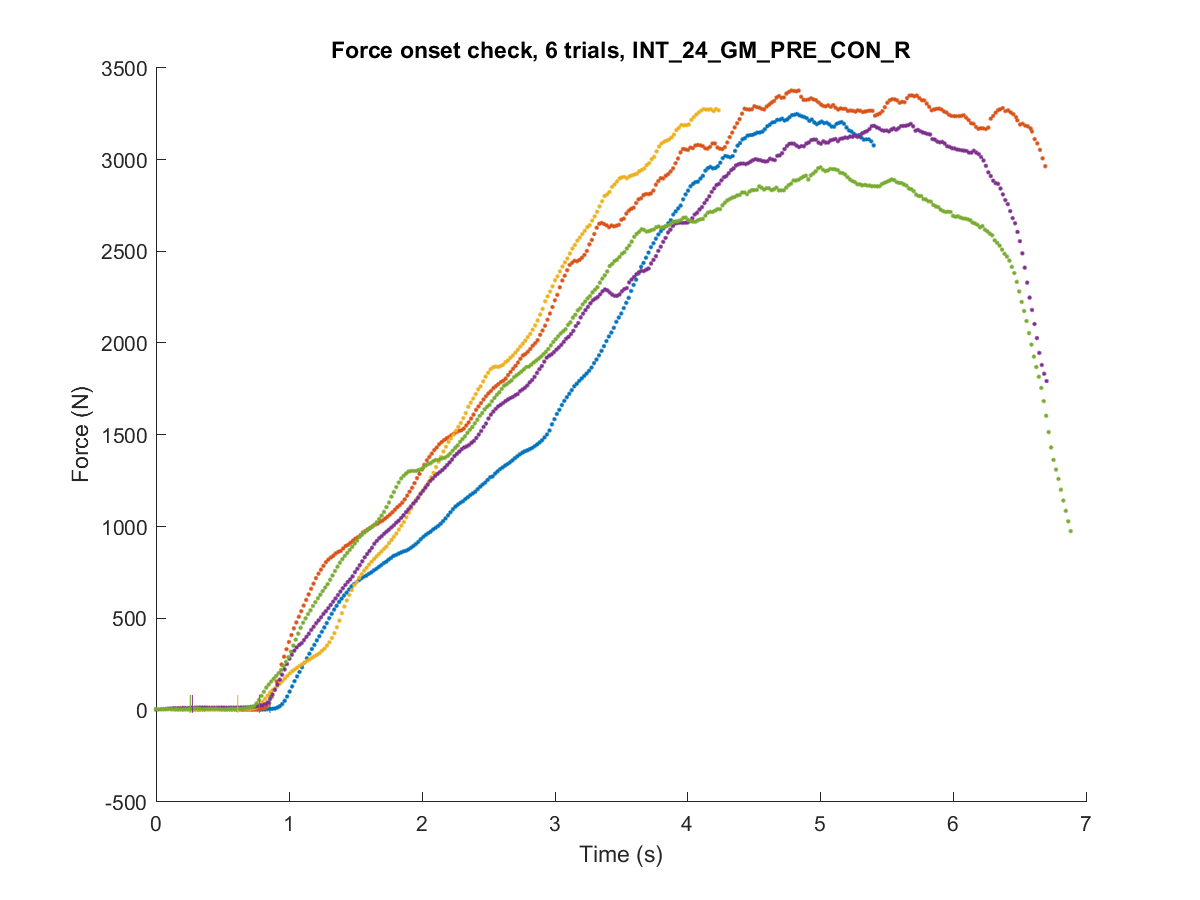 Force onset check, 6 trials, INT_24_GM_PRE_CON_R
3500
3000
2500
2000
1500
1000
500
0
-500
Force (N)
0 1 2 3 4 5 6 7
Time (s)